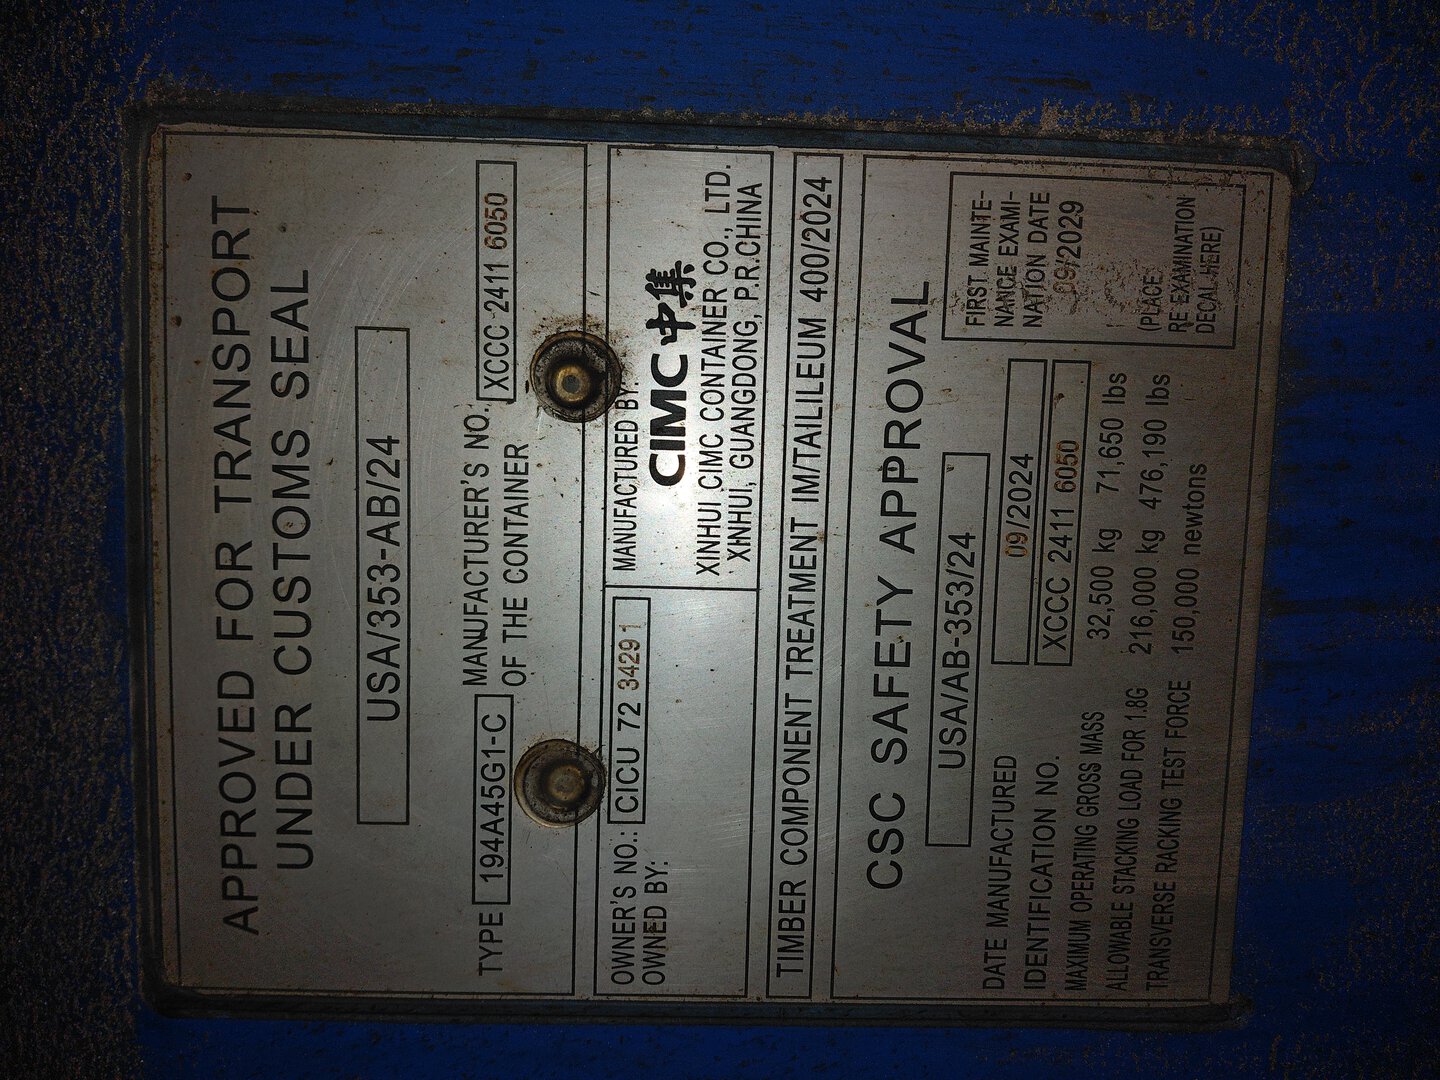 APPROVED FOR TRANSPORT
UNDER CUSTOMS SEAL
USA/353-AB/24
TYPE 194A45G1-C MANUFACTURER'S NO. XCCC 2411 6050
OF THE CONTAINER
OWNER'S NO.: CICU 72 34291
OWNED BY:
MANUFACTURED BY:
CIMC 中集
XINHUI CIMC CONTAINER CO., LTD.
XINHUI, GUANGDONG, P.R.CHINA
TIMBER COMPONENT TREATMENT IM/TAILILEUM 400/2024
CSC SAFETY APPROVAL
USA/AB-353/24
DATE MANUFACTURED 09/2024
IDENTIFICATION NO. XCCC 2411 6050
MAXIMUM OPERATING GROSS MASS 32,500 kg 71,650 lbs
ALLOWABLE STACKING LOAD FOR 1.8G 216,000 kg 476,190 lbs
TRANSVERSE RACKING TEST FORCE 150,000 newtons
FIRST MAINTE-
NANCE EXAMI-
NATION DATE
09/2029
(PLACE
RE EXAMINATION
DECAL HERE)